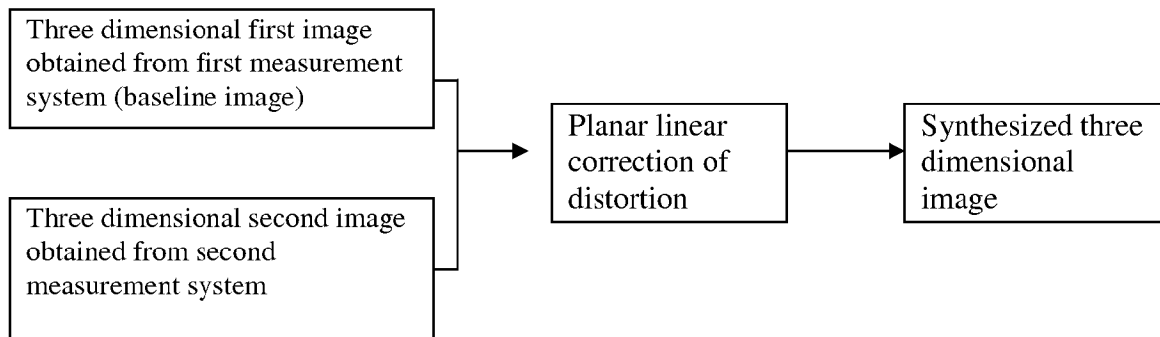 Three dimensional first image
obtained from first measurement
system (baseline image)
Three dimensional second image
obtained from second
measurement system
Planar linear
correction of
distortion
Synthesized three
dimensional
image